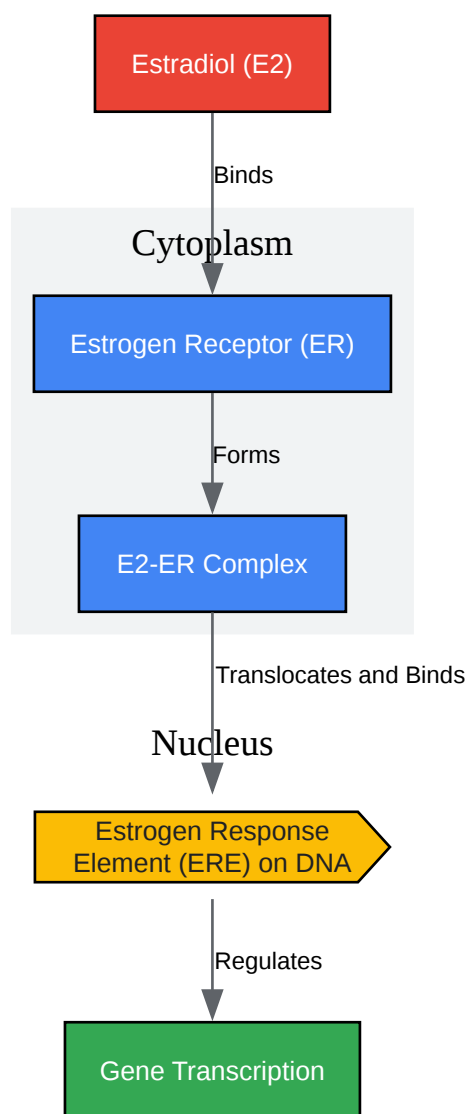 Estradiol (E2)
Binds
Cytoplasm
Estrogen Receptor (ER)
Forms
E2-ER Complex
Translocates and Binds
Nucleus
Estrogen Response
Element (ERE) on DNA
Regulates
Gene Transcription